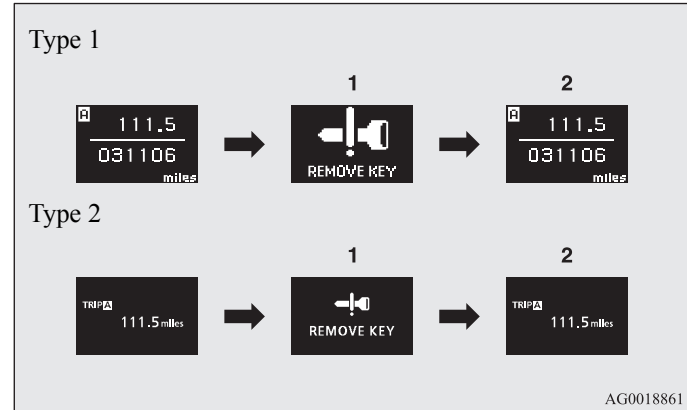 Type 1
1
2
A
111.5
031106
miles
REMOVE KEY
A
111.5
031106
miles
Type 2
1
2
TRIP A
111.5 miles
REMOVE KEY
TRIP A
111.5 miles
AG0018861